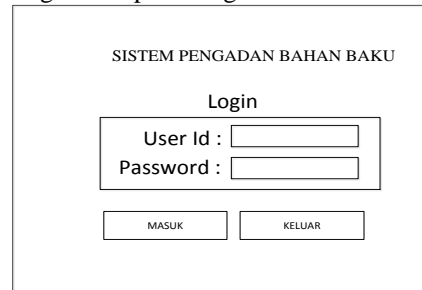 SISTEM PENGADAN BAHAN BAKU
Login
User Id :
Password :
MASUK KELUAR